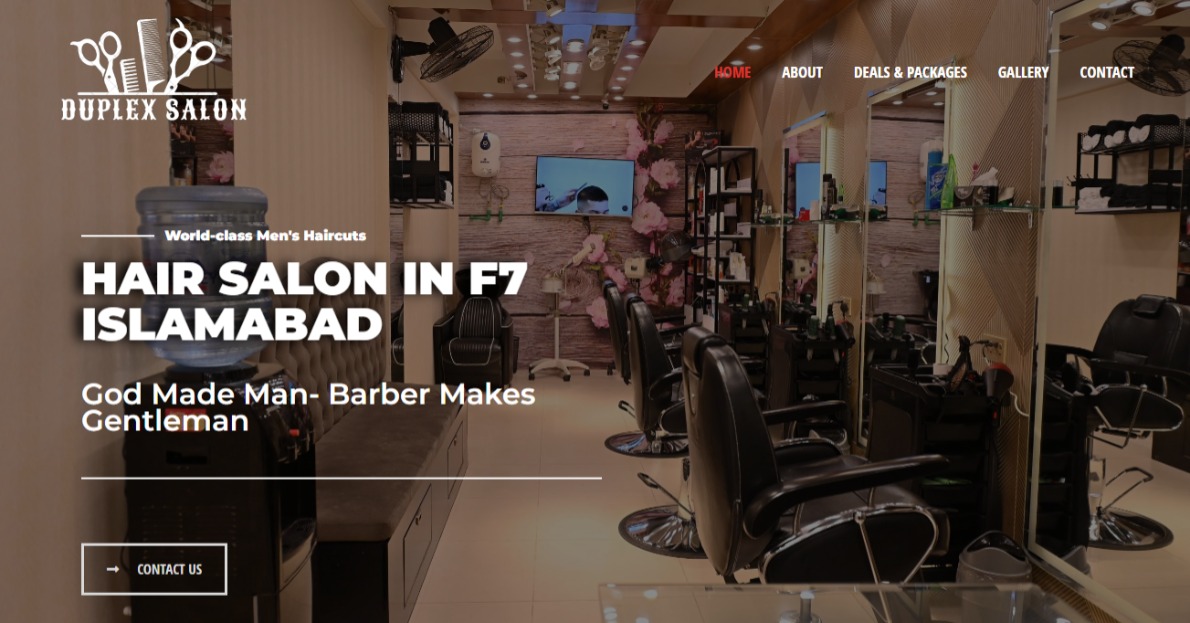 DUPLEX SALON
HOME ABOUT DEALS & PACKAGES GALLERY CONTACT
World-class Men's Haircuts
HAIR SALON IN F7
ISLAMABAD
God Made Man- Barber Makes
Gentleman
CONTACT US